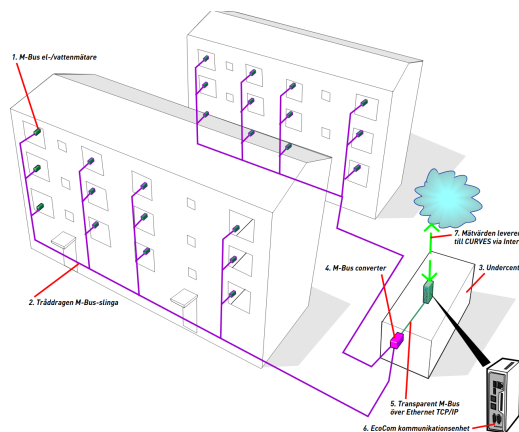 1. M-Bus el-/vattenmätare
7. Mätvärden leverer
till CURVES via Inter
4. M-Bus converter
3. Undercent
2. Tråddragen M-Bus-slinga
5. Transparent M-Bus
över Ethernet TCP/IP
6. EcoCom kommunikationsenhet